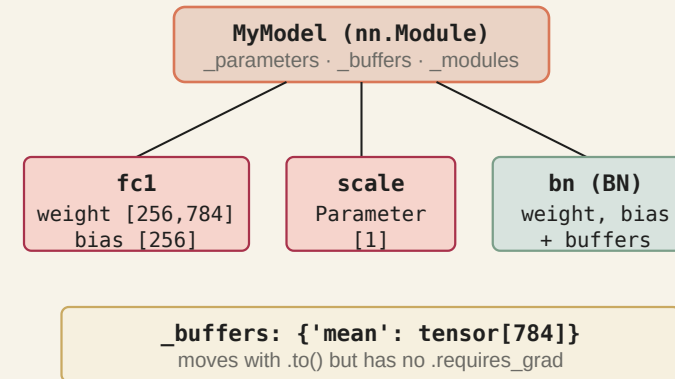 MyModel (nn.Module)
_parameters · _buffers · _modules
fc1
weight [256,784]
bias [256]
scale
Parameter
[1]
bn (BN)
weight, bias
+ buffers
_buffers: {'mean': tensor[784]}
moves with .to() but has no .requires_grad